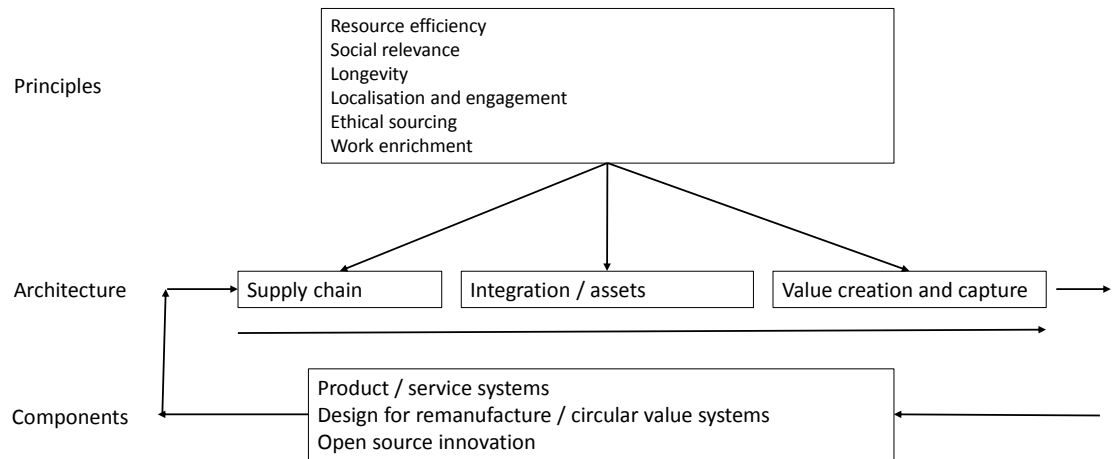 Principles
Resource efficiency
Social relevance
Longevity
Localisation and engagement
Ethical sourcing
Work enrichment
Architecture
Supply chain
Integration / assets
Value creation and capture
Components
Product / service systems
Design for remanufacture / circular value systems
Open source innovation